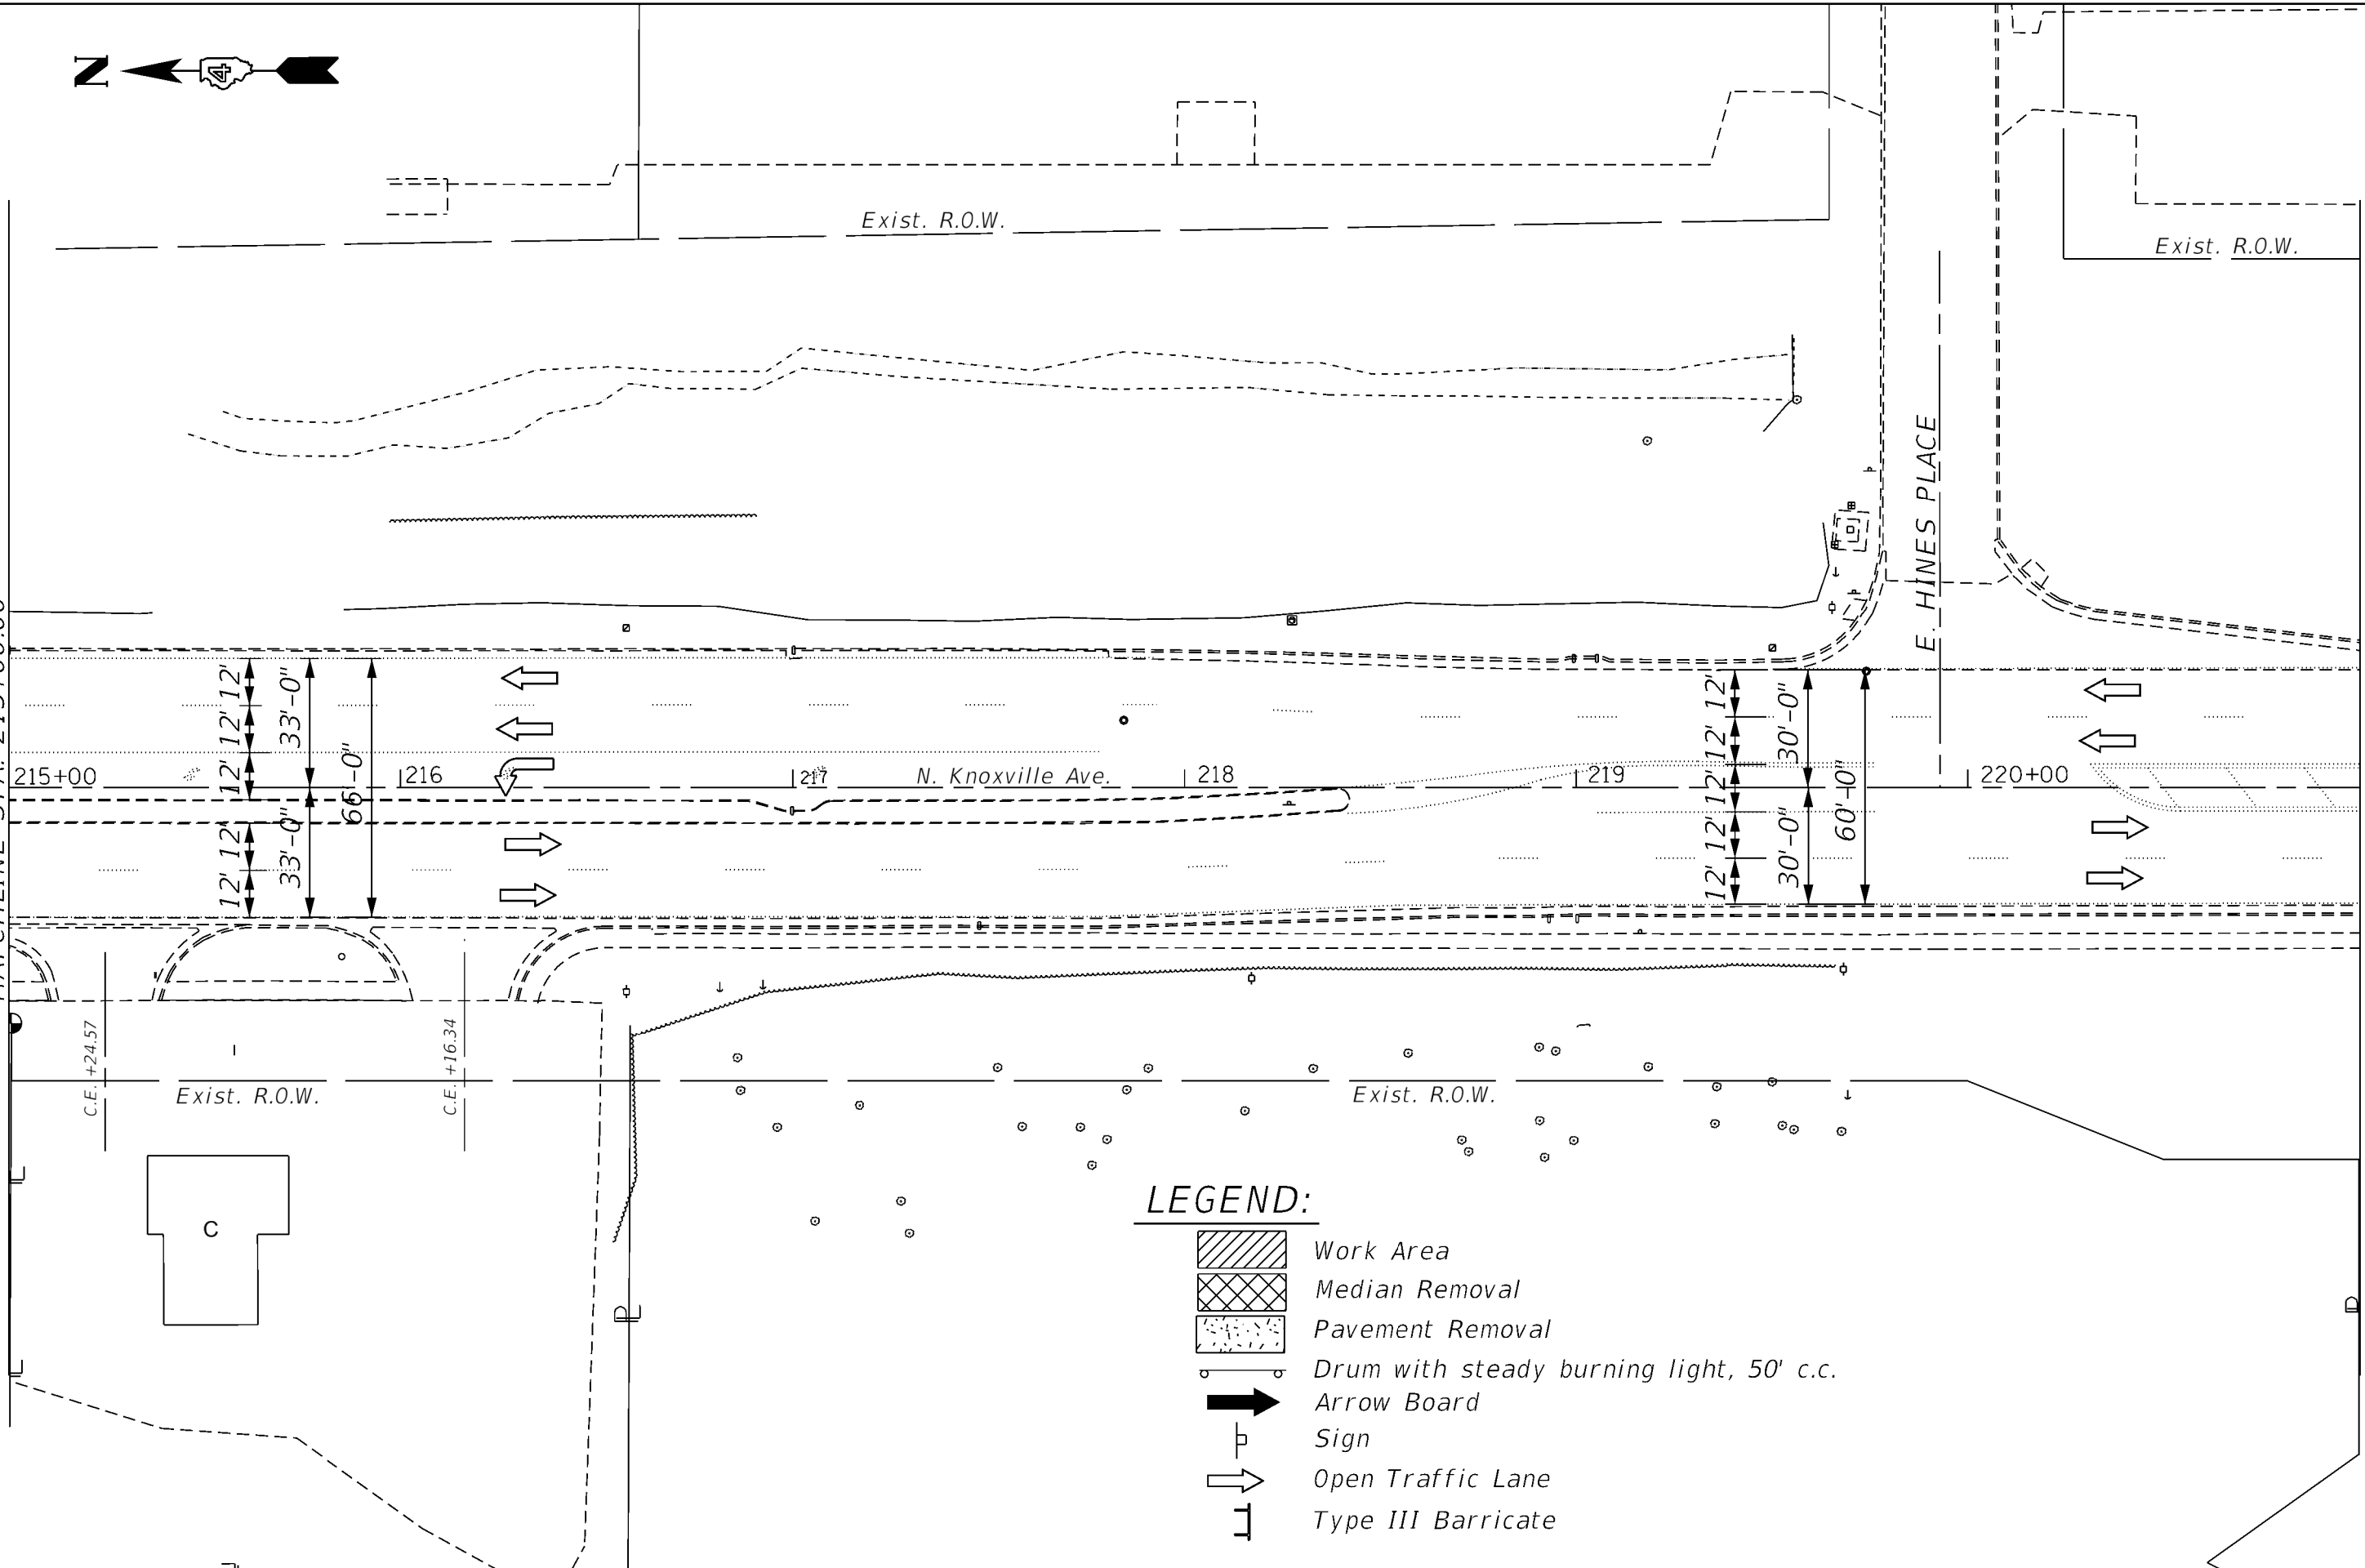 N
4
Exist. R.O.W.
Exist. R.O.W.
E. HINES PLACE
12'
12'
12'
33'-0"
66'-0"
12'
12'
33'-0"
12'
12'
12'
12'
12'
30'-0"
30'-0"
60'-0"
215+00
216
217
N. Knoxville Ave.
218
219
220+00
C.E. +24.57
C.E. +16.34
Exist. R.O.W.
Exist. R.O.W.
C
LEGEND:
Work Area
Median Removal
Pavement Removal
Drum with steady burning light, 50' c.c.
Arrow Board
Sign
Open Traffic Lane
Type III Barricate